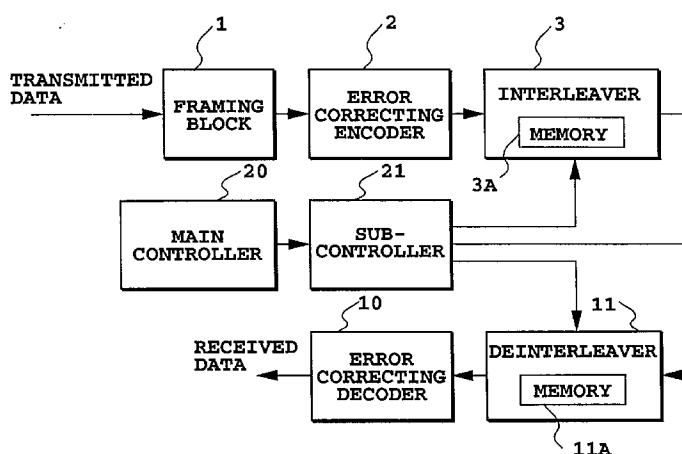 1
2
3
TRANSMITTED
DATA
FRAMING
BLOCK
ERROR
CORRECTING
ENCODER
INTERLEAVER
MEMORY
3A
20
21
MAIN
CONTROLLER
SUB-
CONTROLLER
10
11
RECEIVED
DATA
ERROR
CORRECTING
DECODER
DEINTERLEAVER
MEMORY
11A